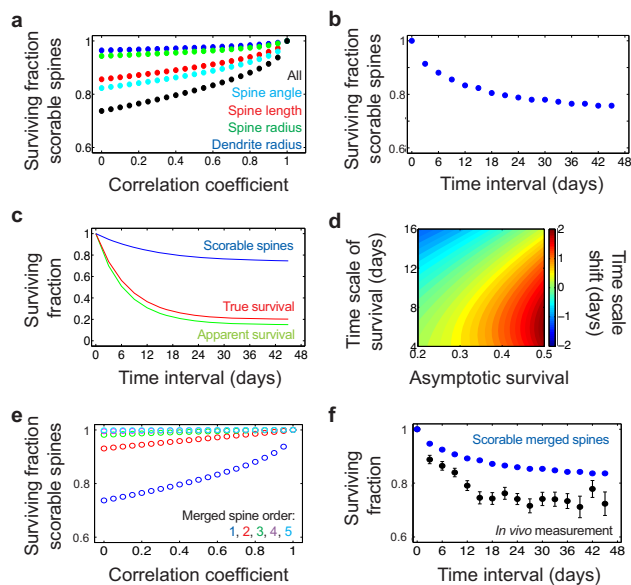 a
Surviving fraction
scorable spines
1
0.8
0.6
0 0.2 0.4 0.6 0.8 1
Correlation coefficient
All
Spine angle
Spine length
Spine radius
Dendrite radius
b
Surviving fraction
scorable spines
1
0.8
0.6
0 6 12 18 24 30 36 42 48
Time interval (days)
c
Surviving
fraction
1
0.8
0.6
0.4
0.2
0
0 6 12 18 24 30 36 42 48
Time interval (days)
Scorable spines
True survival
Apparent survival
d
Time scale of
survival (days)
16
12
8
4
0.2 0.3 0.4 0.5
Asymptotic survival
2
1
0
−1
−2
Time scale
shift (days)
e
Surviving fraction
scorable spines
1
0.8
0.6
0 0.2 0.4 0.6 0.8 1
Correlation coefficient
Merged spine order:
1, 2, 3, 4, 5
f
Surviving
fraction
1
0.8
0.6
0 6 12 18 24 30 36 42 48
Time interval (days)
Scorable merged spines
In vivo measurement